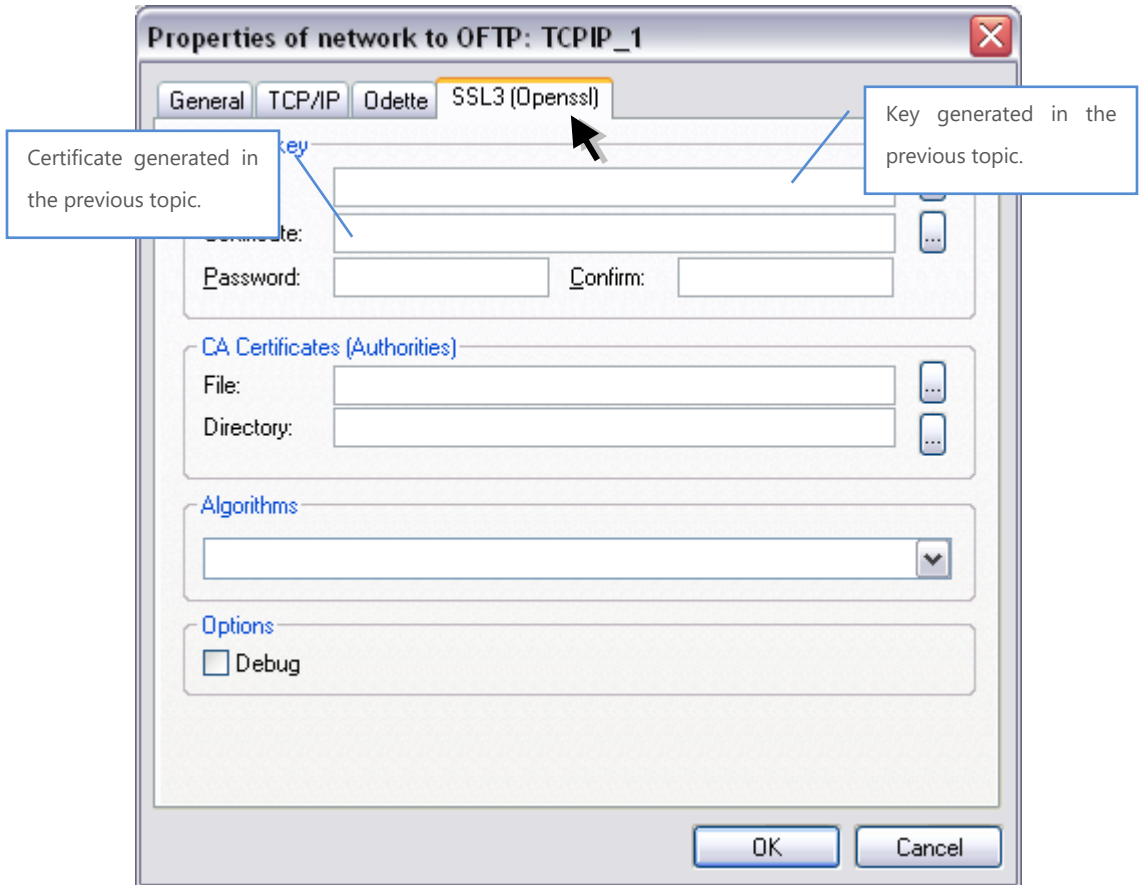 Properties of network to OFTP: TCPIP_1
General TCP/IP Odette SSL3 (Openssl)
Key generated in the
previous topic.
Certificate generated in
the previous topic.
key
...
Password: Confirm:
CA Certificates (Authorities)
File: ...
Directory: ...
Algorithms
Options
Debug
OK Cancel